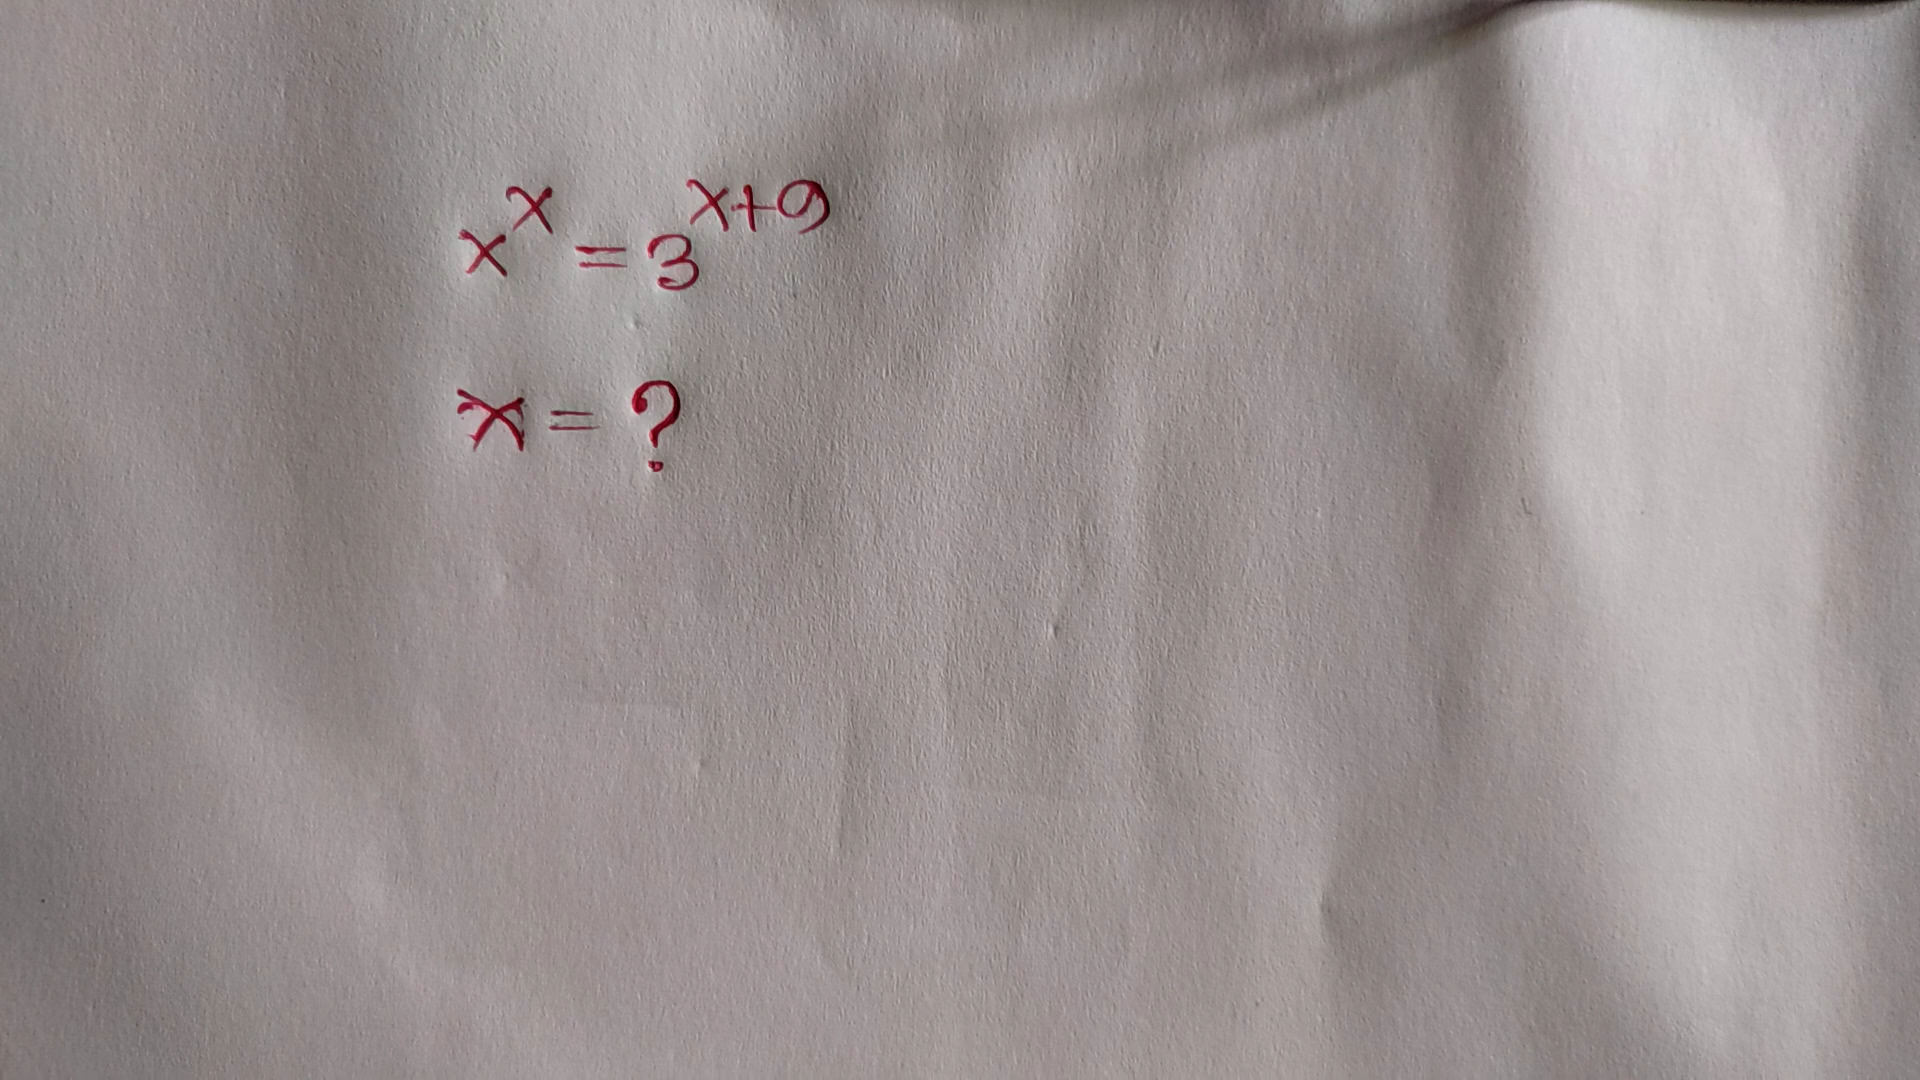 x^x = 3^(x+9)
x = ?